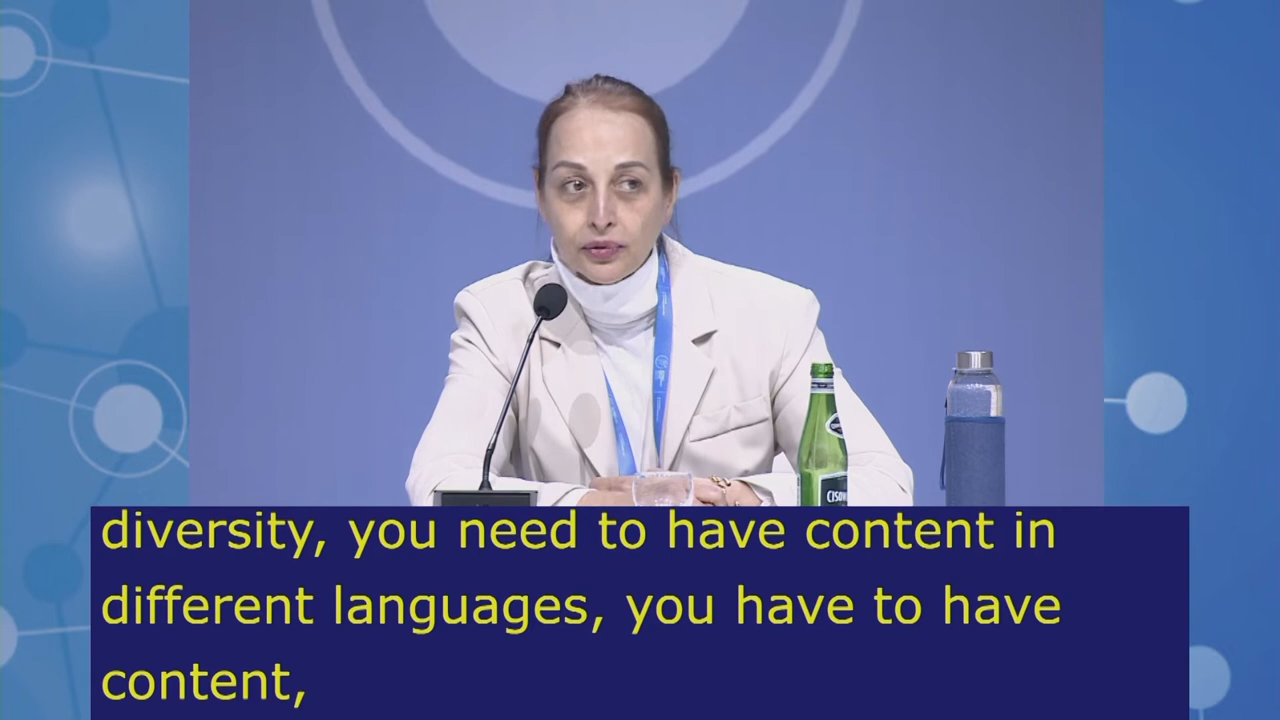 diversity, you need to have content in
different languages, you have to have
content,